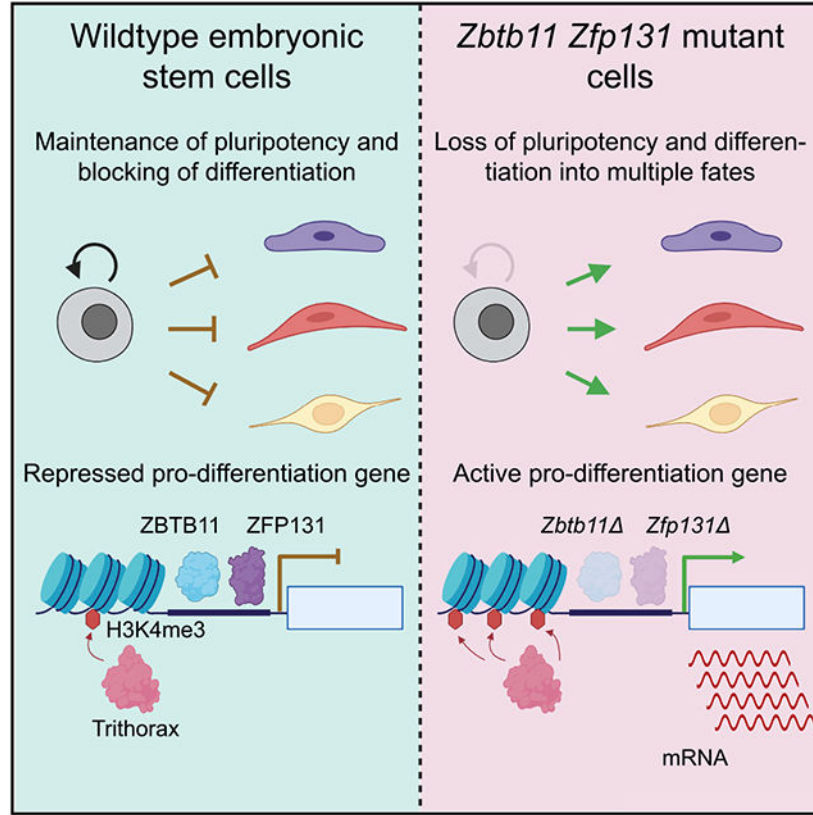 Wildtype embryonic
stem cells
Maintenance of pluripotency and
blocking of differentiation
Repressed pro-differentiation gene
ZBTB11 ZFP131
H3K4me3
Trithorax
Zbtb11 Zfp131 mutant
cells
Loss of pluripotency and differen-
tiation into multiple fates
Active pro-differentiation gene
Zbtb11Δ Zfp131Δ
mRNA